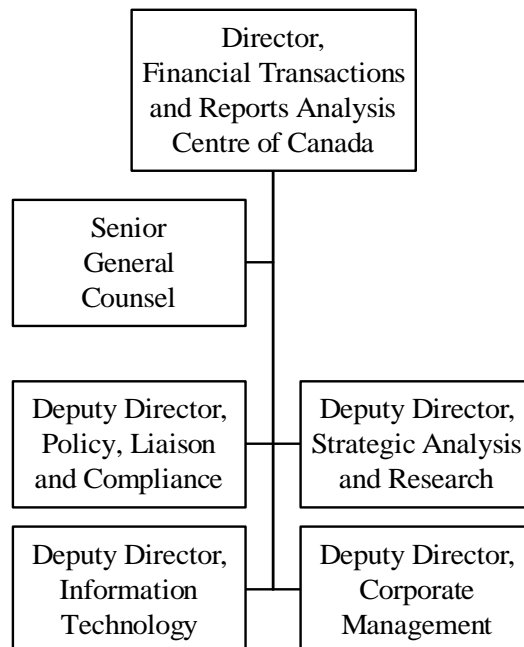 Director,
Financial Transactions
and Reports Analysis
Centre of Canada
Senior
General
Counsel
Deputy Director,
Policy, Liaison
and Compliance
Deputy Director,
Strategic Analysis
and Research
Deputy Director,
Information
Technology
Deputy Director,
Corporate
Management